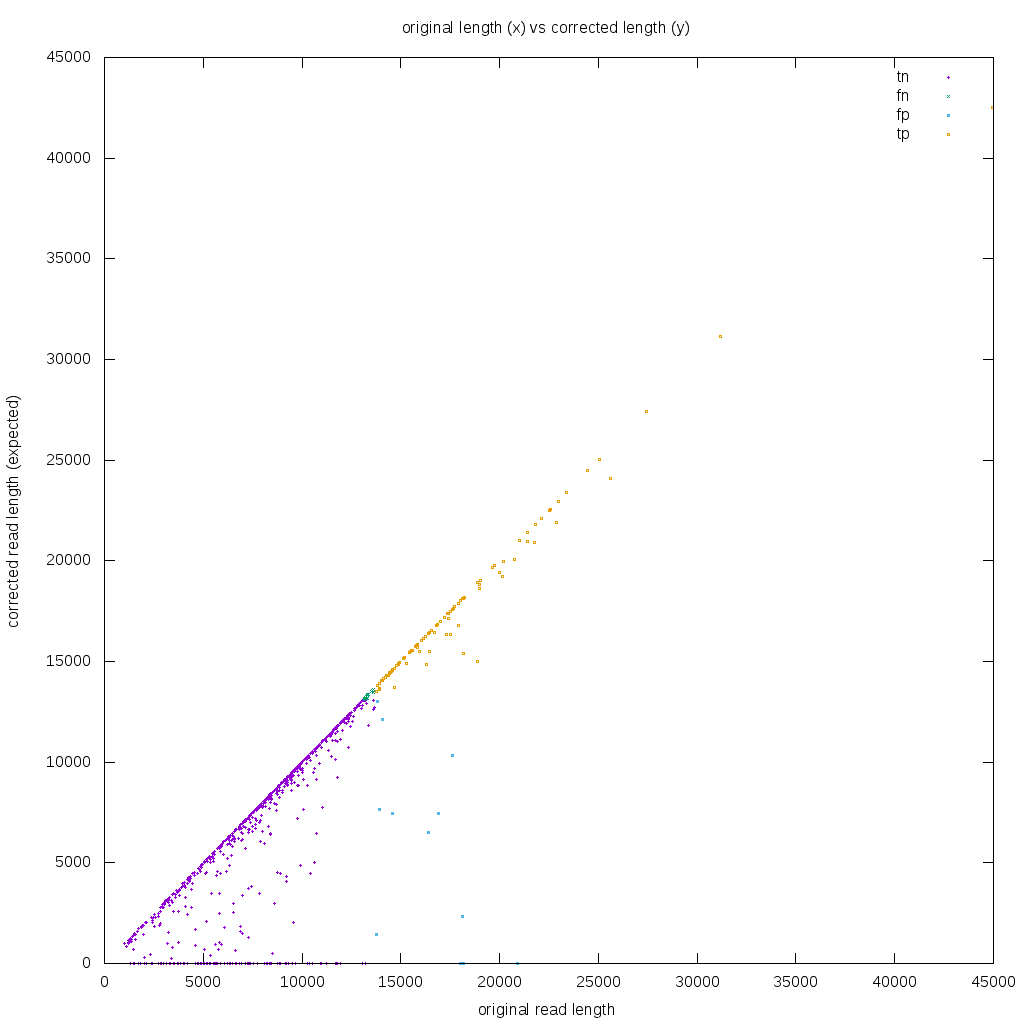 original length (x) vs corrected length (y)
45000
40000
35000
30000
25000
20000
15000
10000
5000
0
corrected read length (expected)
tn
fn
fp
tp
0 5000 10000 15000 20000 25000 30000 35000 40000 45000
original read length